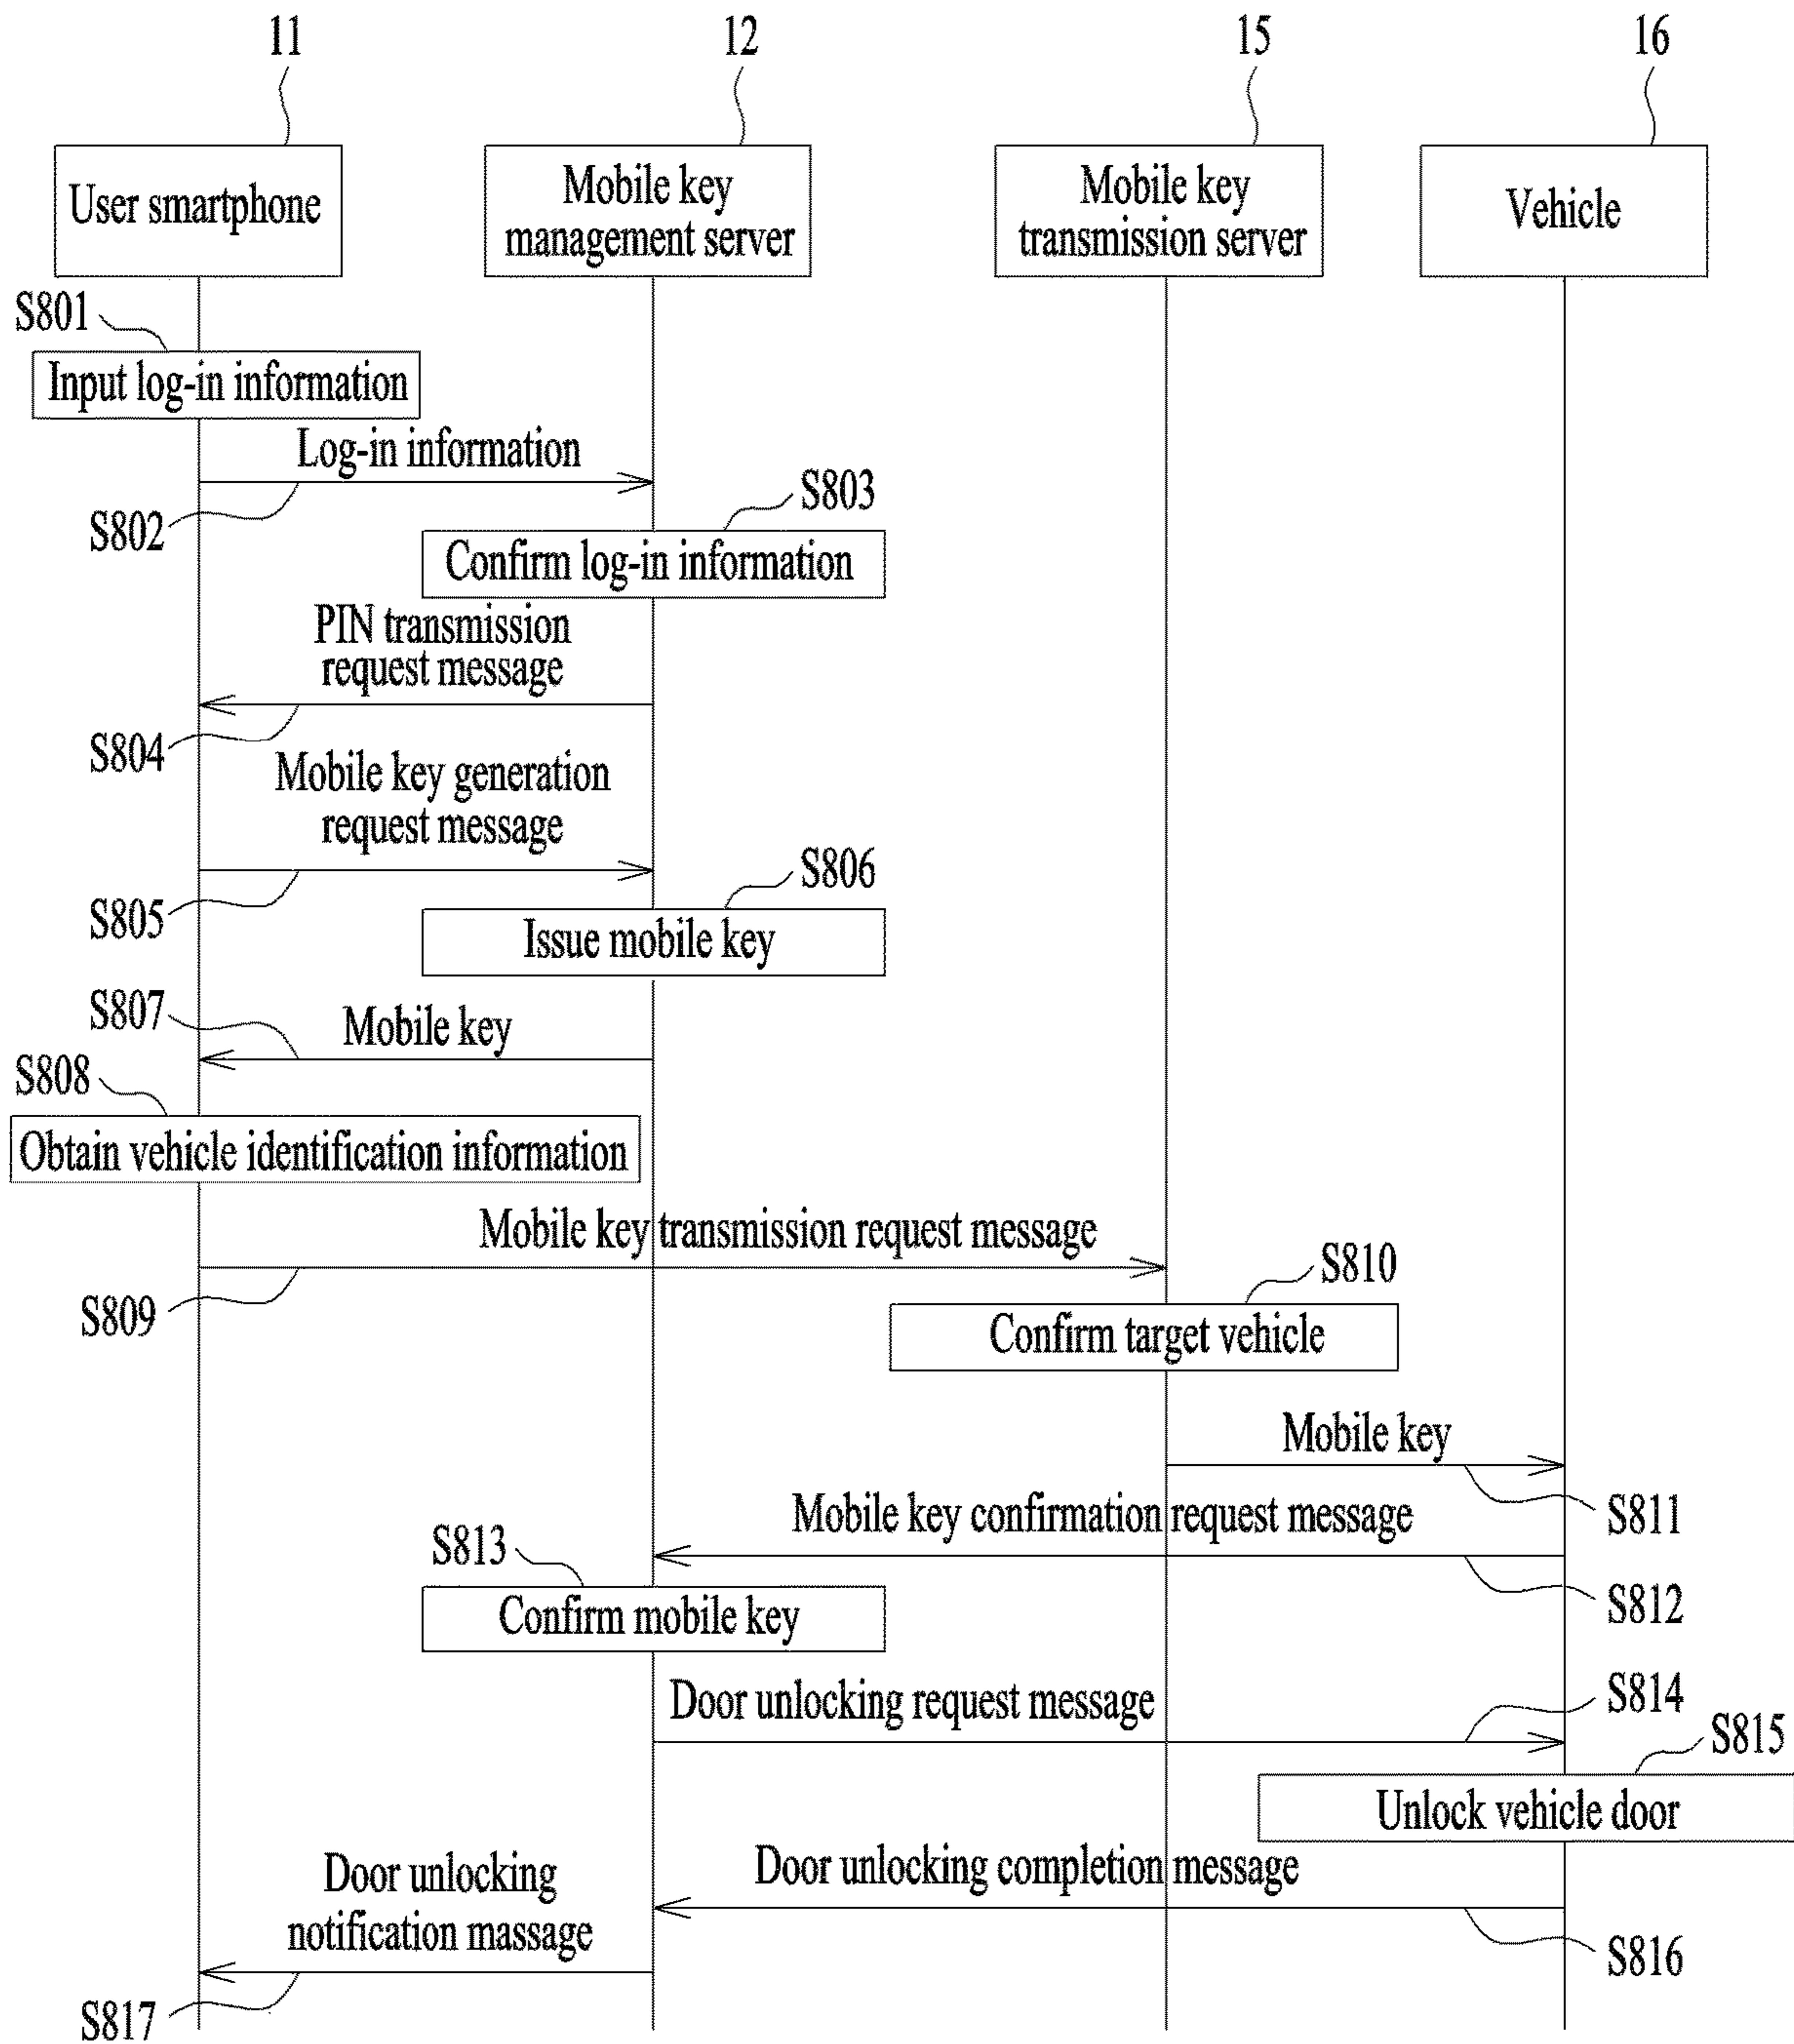 11
12
15
16
User smartphone
Mobile key
management server
Mobile key
transmission server
Vehicle
S801
Input log-in information
Log-in information
S802
S803
Confirm log-in information
PIN transmission
request message
S804
Mobile key generation
request message
S805
S806
Issue mobile key
S807
Mobile key
S808
Obtain vehicle identification information
Mobile key transmission request message
S809
S810
Confirm target vehicle
Mobile key
S811
Mobile key confirmation request message
S812
S813
Confirm mobile key
Door unlocking request message
S814
S815
Unlock vehicle door
Door unlocking completion message
S816
Door unlocking
notification massage
S817